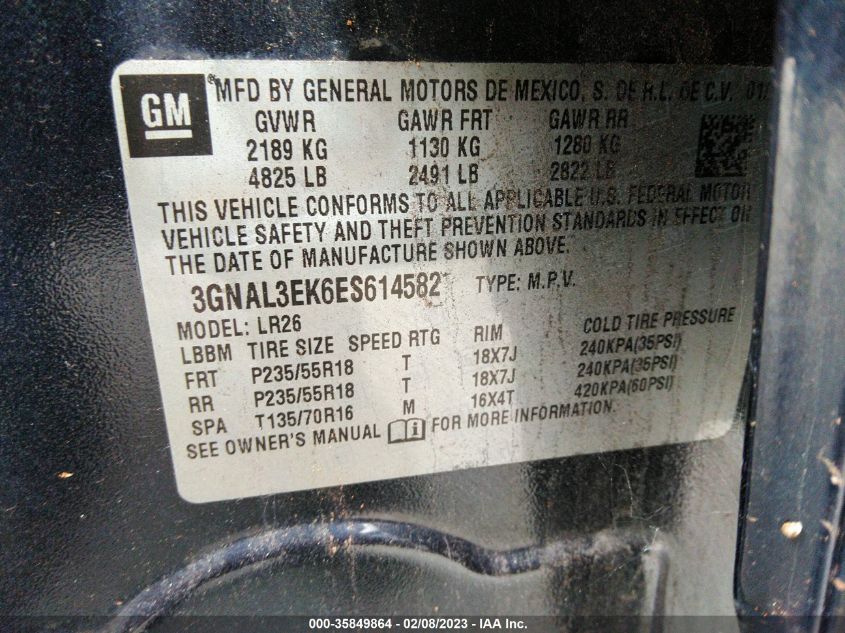 GM
® MFD BY GENERAL MOTORS DE MEXICO, S. DE R.L. DE C.V. 01/
GVWR GAWR FRT GAWR RR
2189 KG 1130 KG 1280 KG
4825 LB 2491 LB 2822 LB
THIS VEHICLE CONFORMS TO ALL APPLICABLE U.S. FEDERAL MOTOR
VEHICLE SAFETY AND THEFT PREVENTION STANDARDS IN EFFECT ON
THE DATE OF MANUFACTURE SHOWN ABOVE.
3GNAL3EK6ES614582 TYPE: M.P.V.
MODEL: LR26
LBBM TIRE SIZE SPEED RTG RIM COLD TIRE PRESSURE
FRT P235/55R18 T 18X7J 240KPA(35PSI)
RR P235/55R18 T 18X7J 240KPA(35PSI)
SPA T135/70R16 M 16X4T 420KPA(60PSI)
SEE OWNER'S MANUAL FOR MORE INFORMATION.
000-35849864 - 02/08/2023 - IAA Inc.